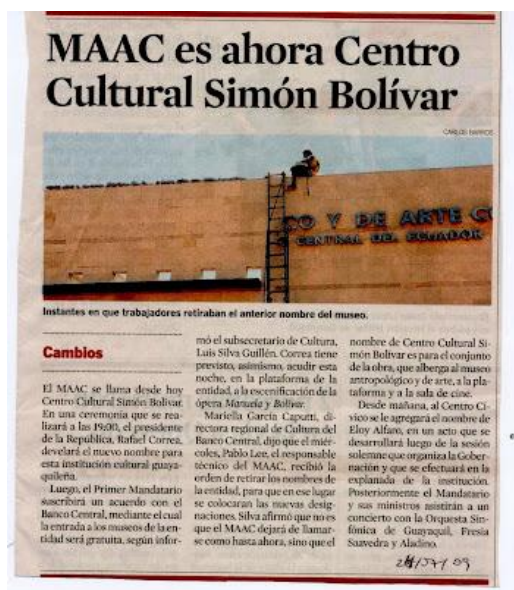 MAAC es ahora Centro
Cultural Simón Bolívar
CARLOS BARROS
CO Y DE ARTE CO
CENTRAL DEL ECUADOR
Instantes en que trabajadores retiraban el anterior nombre del museo.
Cambios
El MAAC se llama desde hoy
Centro Cultural Simón Bolívar.
En una ceremonia que se rea-
lizará a las 19:00, el presidente
de la República, Rafael Correa,
develará el nuevo nombre para
esta institución cultural guaya-
quileña.
Luego, el Primer Mandatario
suscribirá un acuerdo con el
Banco Central, mediante el cual
la entrada a los museos de la en-
tidad será gratuita, según infor-
mó el subsecretario de Cultura,
Luis Silva Guillén. Correa tiene
previsto, asimismo, acudir esta
noche, en la plataforma de la
entidad, a la escenificación de la
ópera Manuela y Bolívar.
Mariella García Caputti, di-
rectora regional de Cultura del
Banco Central, dijo que el miér-
coles, Pablo Lee, el responsable
técnico del MAAC, recibió la
orden de retirar los nombres de
la entidad, para que en ese lugar
se colocaran las nuevas desig-
naciones. Silva afirmó que no es
que el MAAC dejará de llamar-
se como hasta ahora, sino que el
nombre de Centro Cultural Si-
món Bolívar es para el conjunto
de la obra, que alberga al museo
antropológico y de arte, a la pla-
taforma y a la sala de cine.
Desde mañana, al Centro Cí-
vico se le agregará el nombre de
Eloy Alfaro, en un acto que se
desarrollará luego de la sesión
solemne que organiza la Gober-
nación y que se efectuará en la
explanada de la institución.
Posteriormente el Mandatario
y sus ministros asistirán a un
concierto con la Orquesta Sin-
fónica de Guayaquil, Fresia
Saavedra y Aladino.